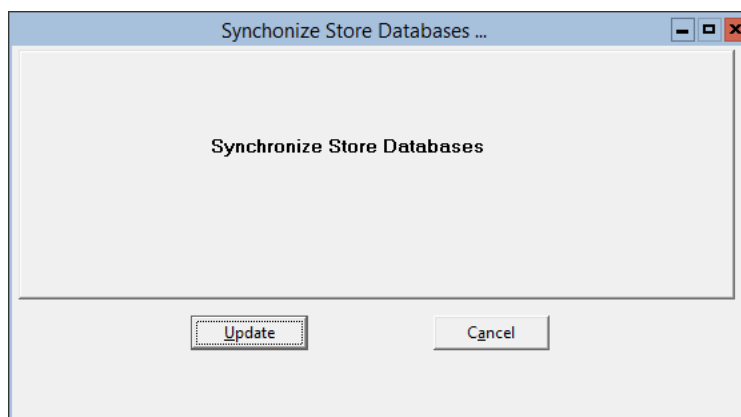 Synchonize Store Databases ...
Synchronize Store Databases
Update
Cancel